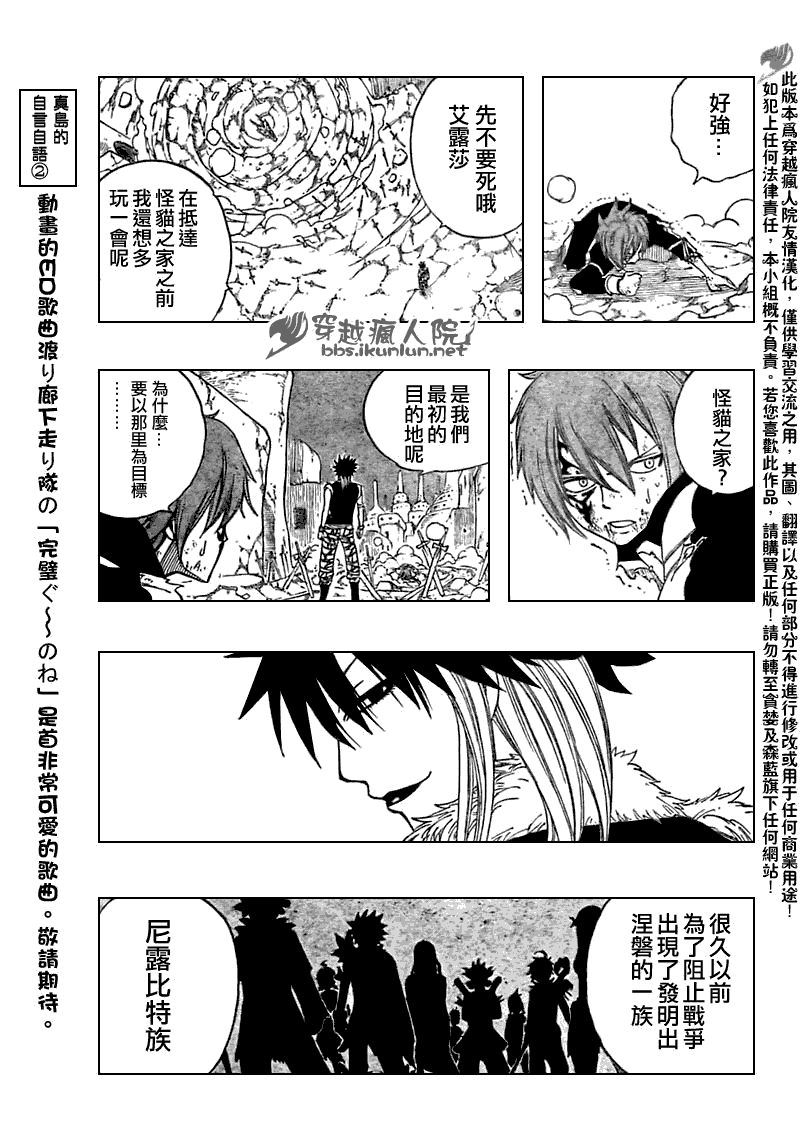 好強…
先不要死哦
艾露莎
在抵達
怪貓之家之前
我還想多
玩一會呢
穿越瘋人院
bbs.ikunlun.net
怪貓之家?
是我們
最初的
目的地呢
為什麼…
要以那里為目標
………
很久以前
為了阻止戰爭
出現了發明出
涅磐的一族
尼露比特族
真島的
自言自語②
動畫的ED歌曲渡り廊下走り隊の「完璧ぐ～のね」是首非常可愛的歌曲。敬請期待。
此版本爲穿越瘋人院友情漢化，僅供學習交流之用，其圖、翻譯以及任何部分不得進行修改或用于任何商業用途！
如犯上任何法律責任，本小組概不負責。若您喜歡此作品，請購買正版！請勿轉至貪婪及森藍旗下任何網站！